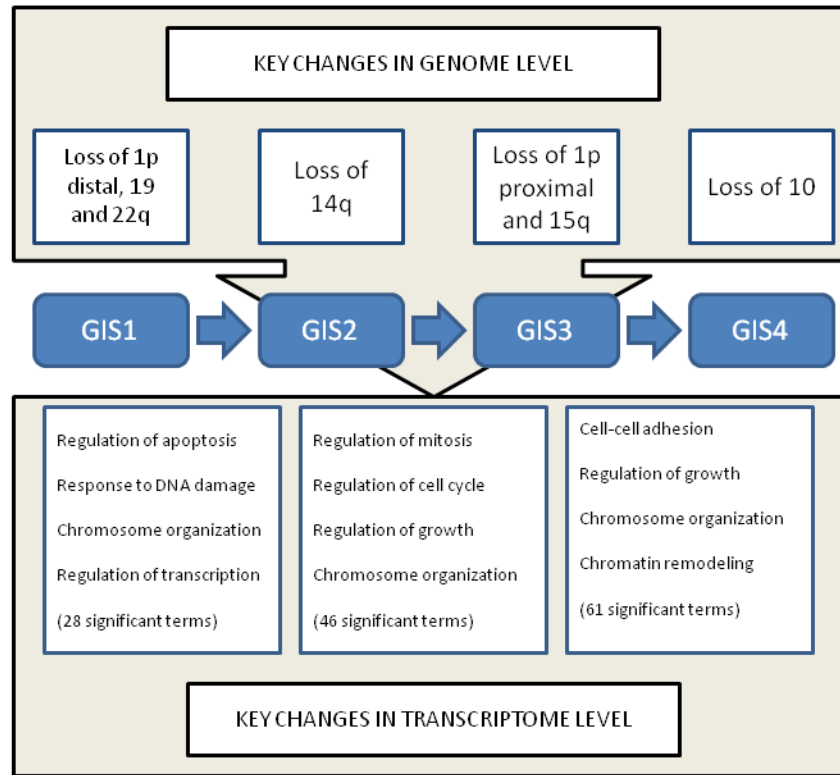 KEY CHANGES IN GENOME LEVEL
Loss of 1p
distal, 19
and 22q
Loss of
14q
Loss of 1p
proximal
and 15q
Loss of 10
GIS1
GIS2
GIS3
GIS4
Regulation of apoptosis
Response to DNA damage
Chromosome organization
Regulation of transcription
(28 significant terms)
Regulation of mitosis
Regulation of cell cycle
Regulation of growth
Chromosome organization
(46 significant terms)
Cell-cell adhesion
Regulation of growth
Chromosome organization
Chromatin remodeling
(61 significant terms)
KEY CHANGES IN TRANSCRIPTOME LEVEL